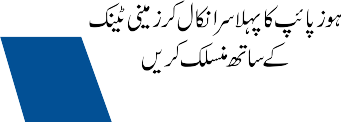 ہوز پائپ کا پہلا سرا نکال کر زمینی ٹینک
کے ساتھ منسلک کریں